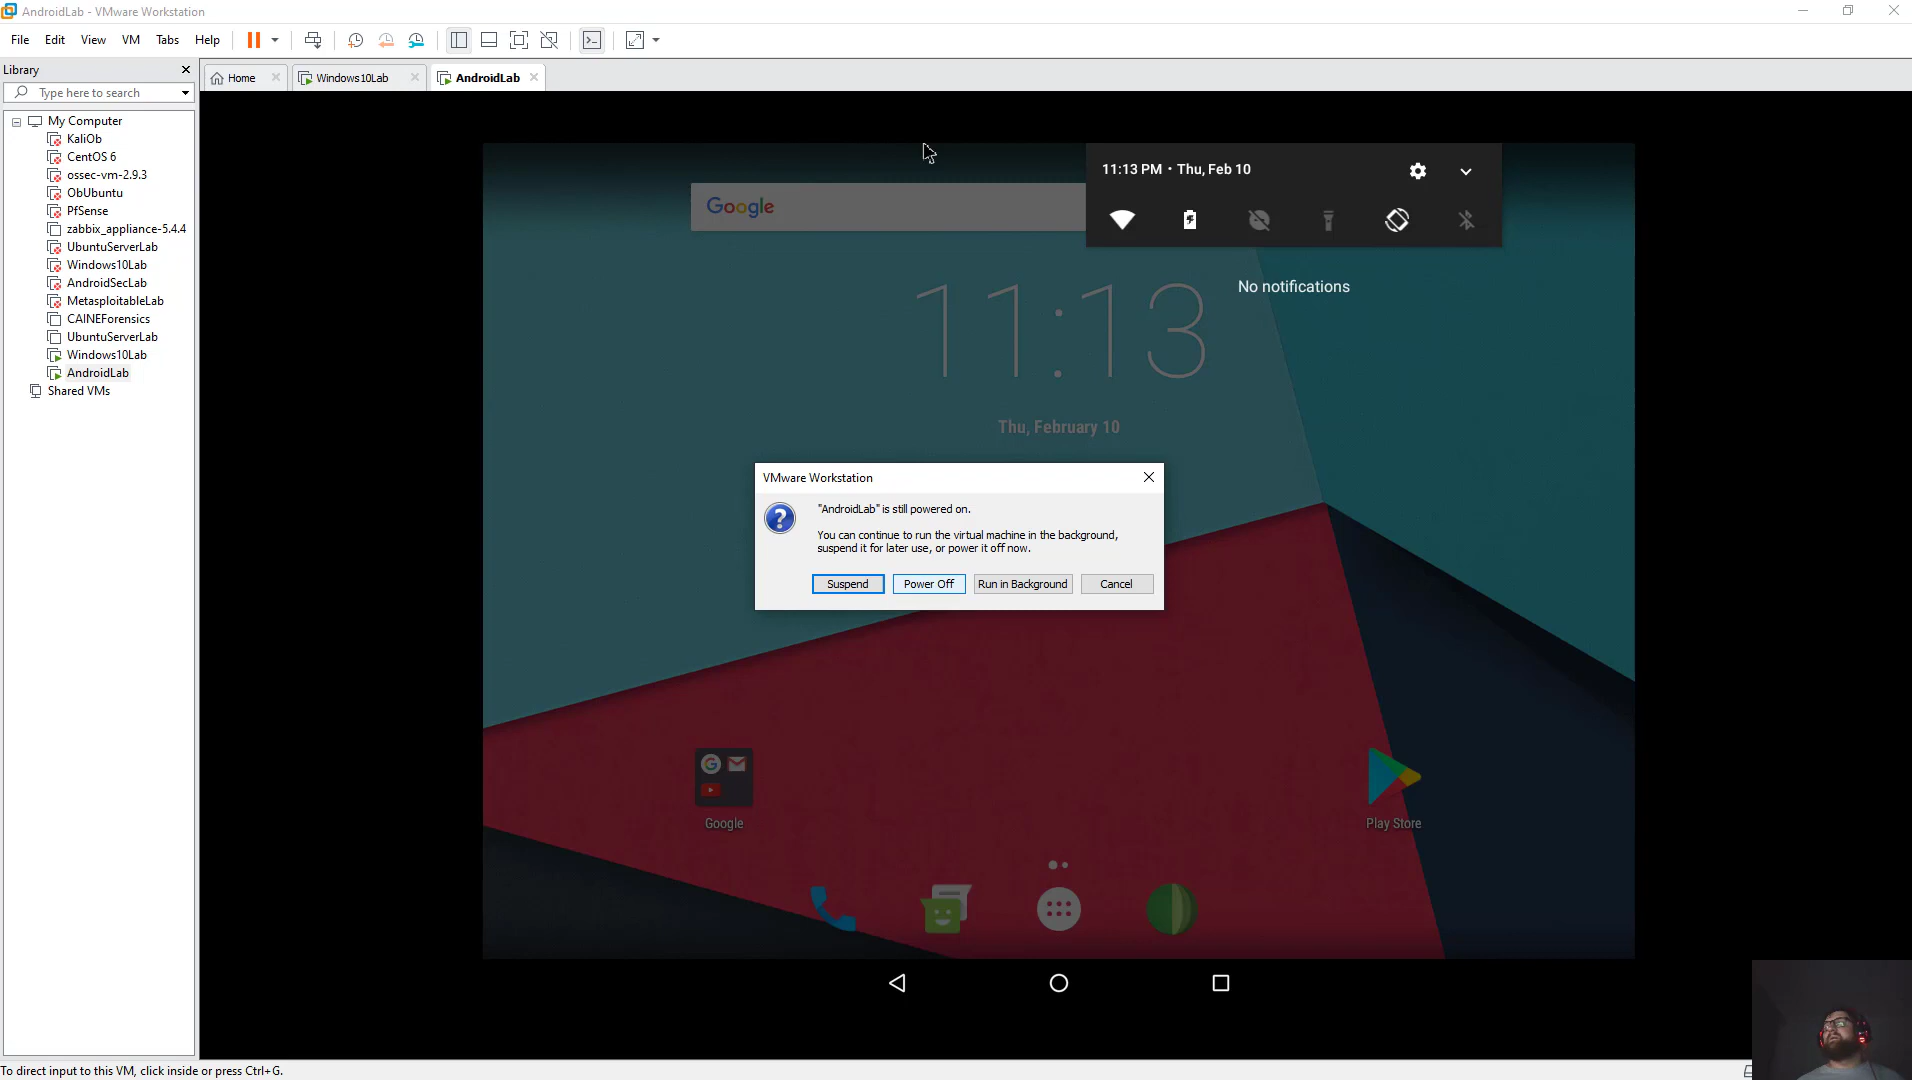 AndroidLab - VMware Workstation
File Edit View VM Tabs Help
Library
Type here to search
My Computer
KaliOb
CentOS 6
ossec-vm-2.9.3
ObUbuntu
PfSense
zabbix_appliance-5.4.4
UbuntuServerLab
Windows10Lab
AndroidSecLab
MetasploitableLab
CAINEForensics
UbuntuServerLab
Windows10Lab
AndroidLab
Shared VMs
Home Windows10Lab AndroidLab
Google
11:13 PM • Thu, Feb 10
No notifications
11:13
Thu, February 10
VMware Workstation
"AndroidLab" is still powered on.
You can continue to run the virtual machine in the background,
suspend it for later use, or power it off now.
Suspend Power Off Run in Background Cancel
Google
Play Store
To direct input to this VM, click inside or press Ctrl+G.